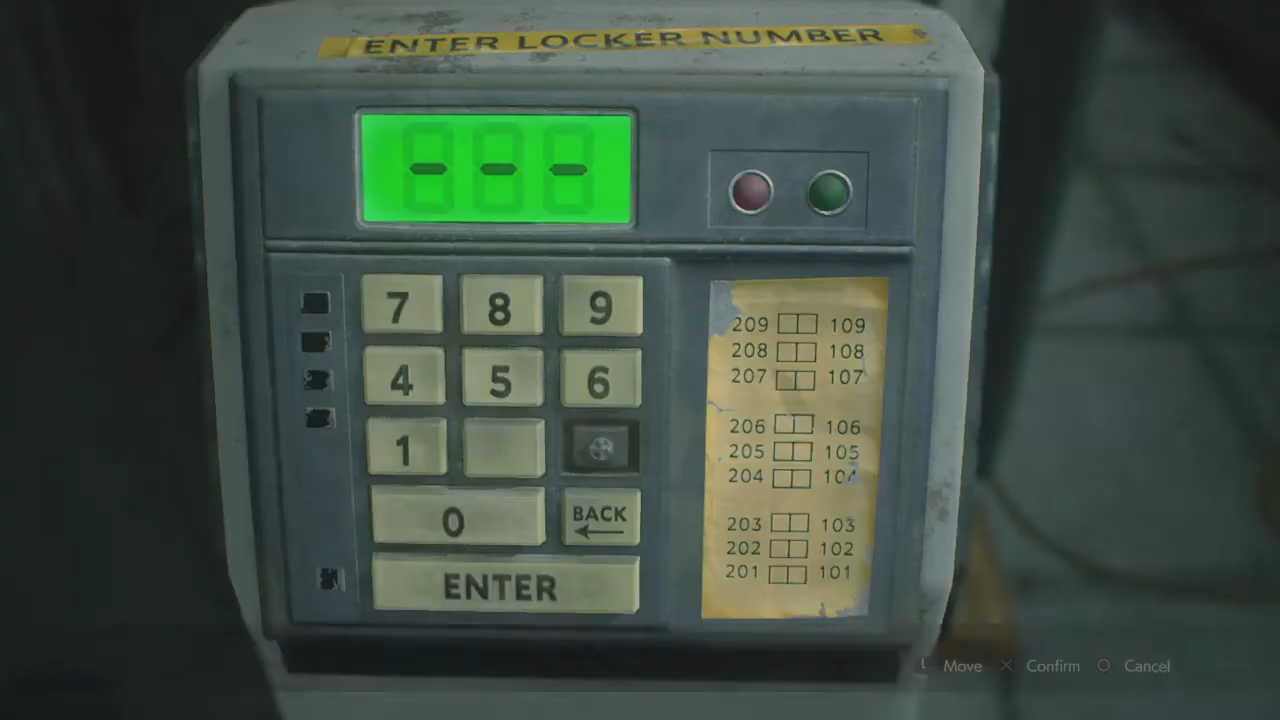 ENTER LOCKER NUMBER
- - -
7 8 9
4 5 6
1
0 BACK
ENTER
209 109
208 108
207 107
206 106
205 105
204 104
203 103
202 102
201 101
L Move X Confirm O Cancel